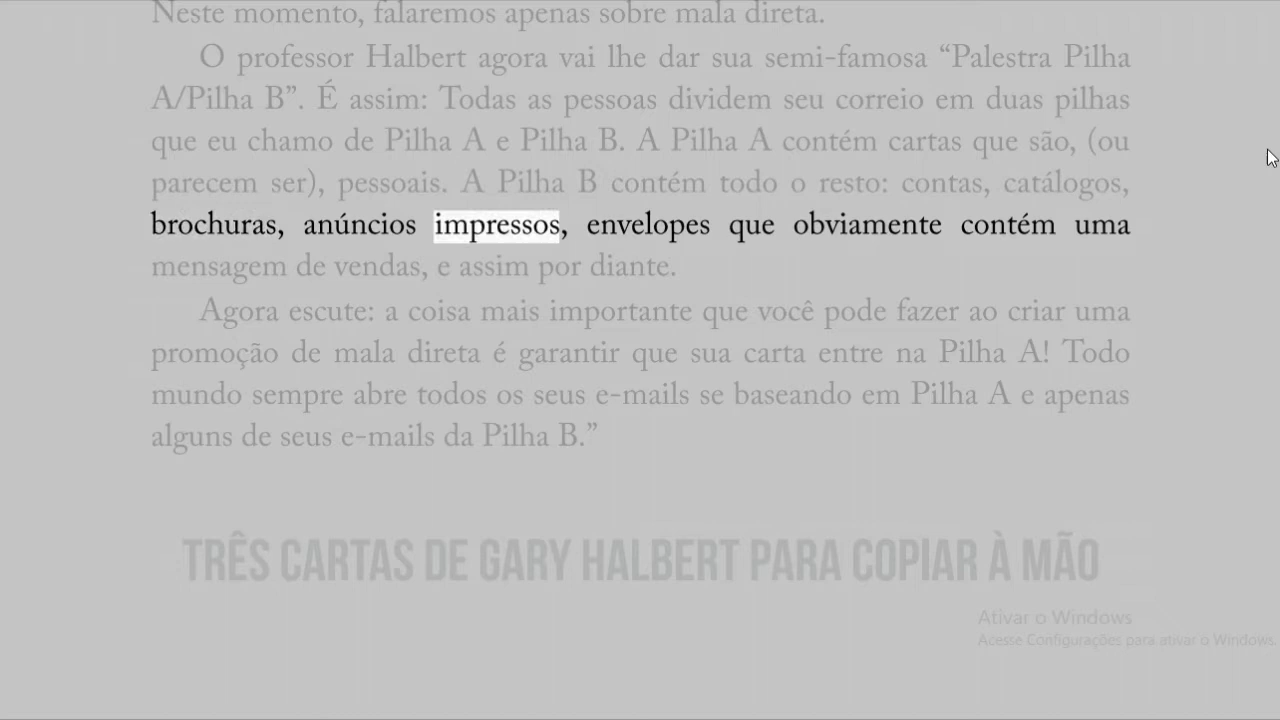 Neste momento, falaremos apenas sobre mala direta.
O professor Halbert agora vai lhe dar sua semi-famosa “Palestra Pilha
A/Pilha B”. É assim: Todas as pessoas dividem seu correio em duas pilhas
que eu chamo de Pilha A e Pilha B. A Pilha A contém cartas que são, (ou
parecem ser), pessoais. A Pilha B contém todo o resto: contas, catálogos,
brochuras, anúncios impressos, envelopes que obviamente contém uma
mensagem de vendas, e assim por diante.
Agora escute: a coisa mais importante que você pode fazer ao criar uma
promoção de mala direta é garantir que sua carta entre na Pilha A! Todo
mundo sempre abre todos os seus e-mails se baseando em Pilha A e apenas
alguns de seus e-mails da Pilha B.”
TRÊS CARTAS DE GARY HALBERT PARA COPIAR À MÃO
Ativar o Windows
Acesse Configurações para ativar o Windows.